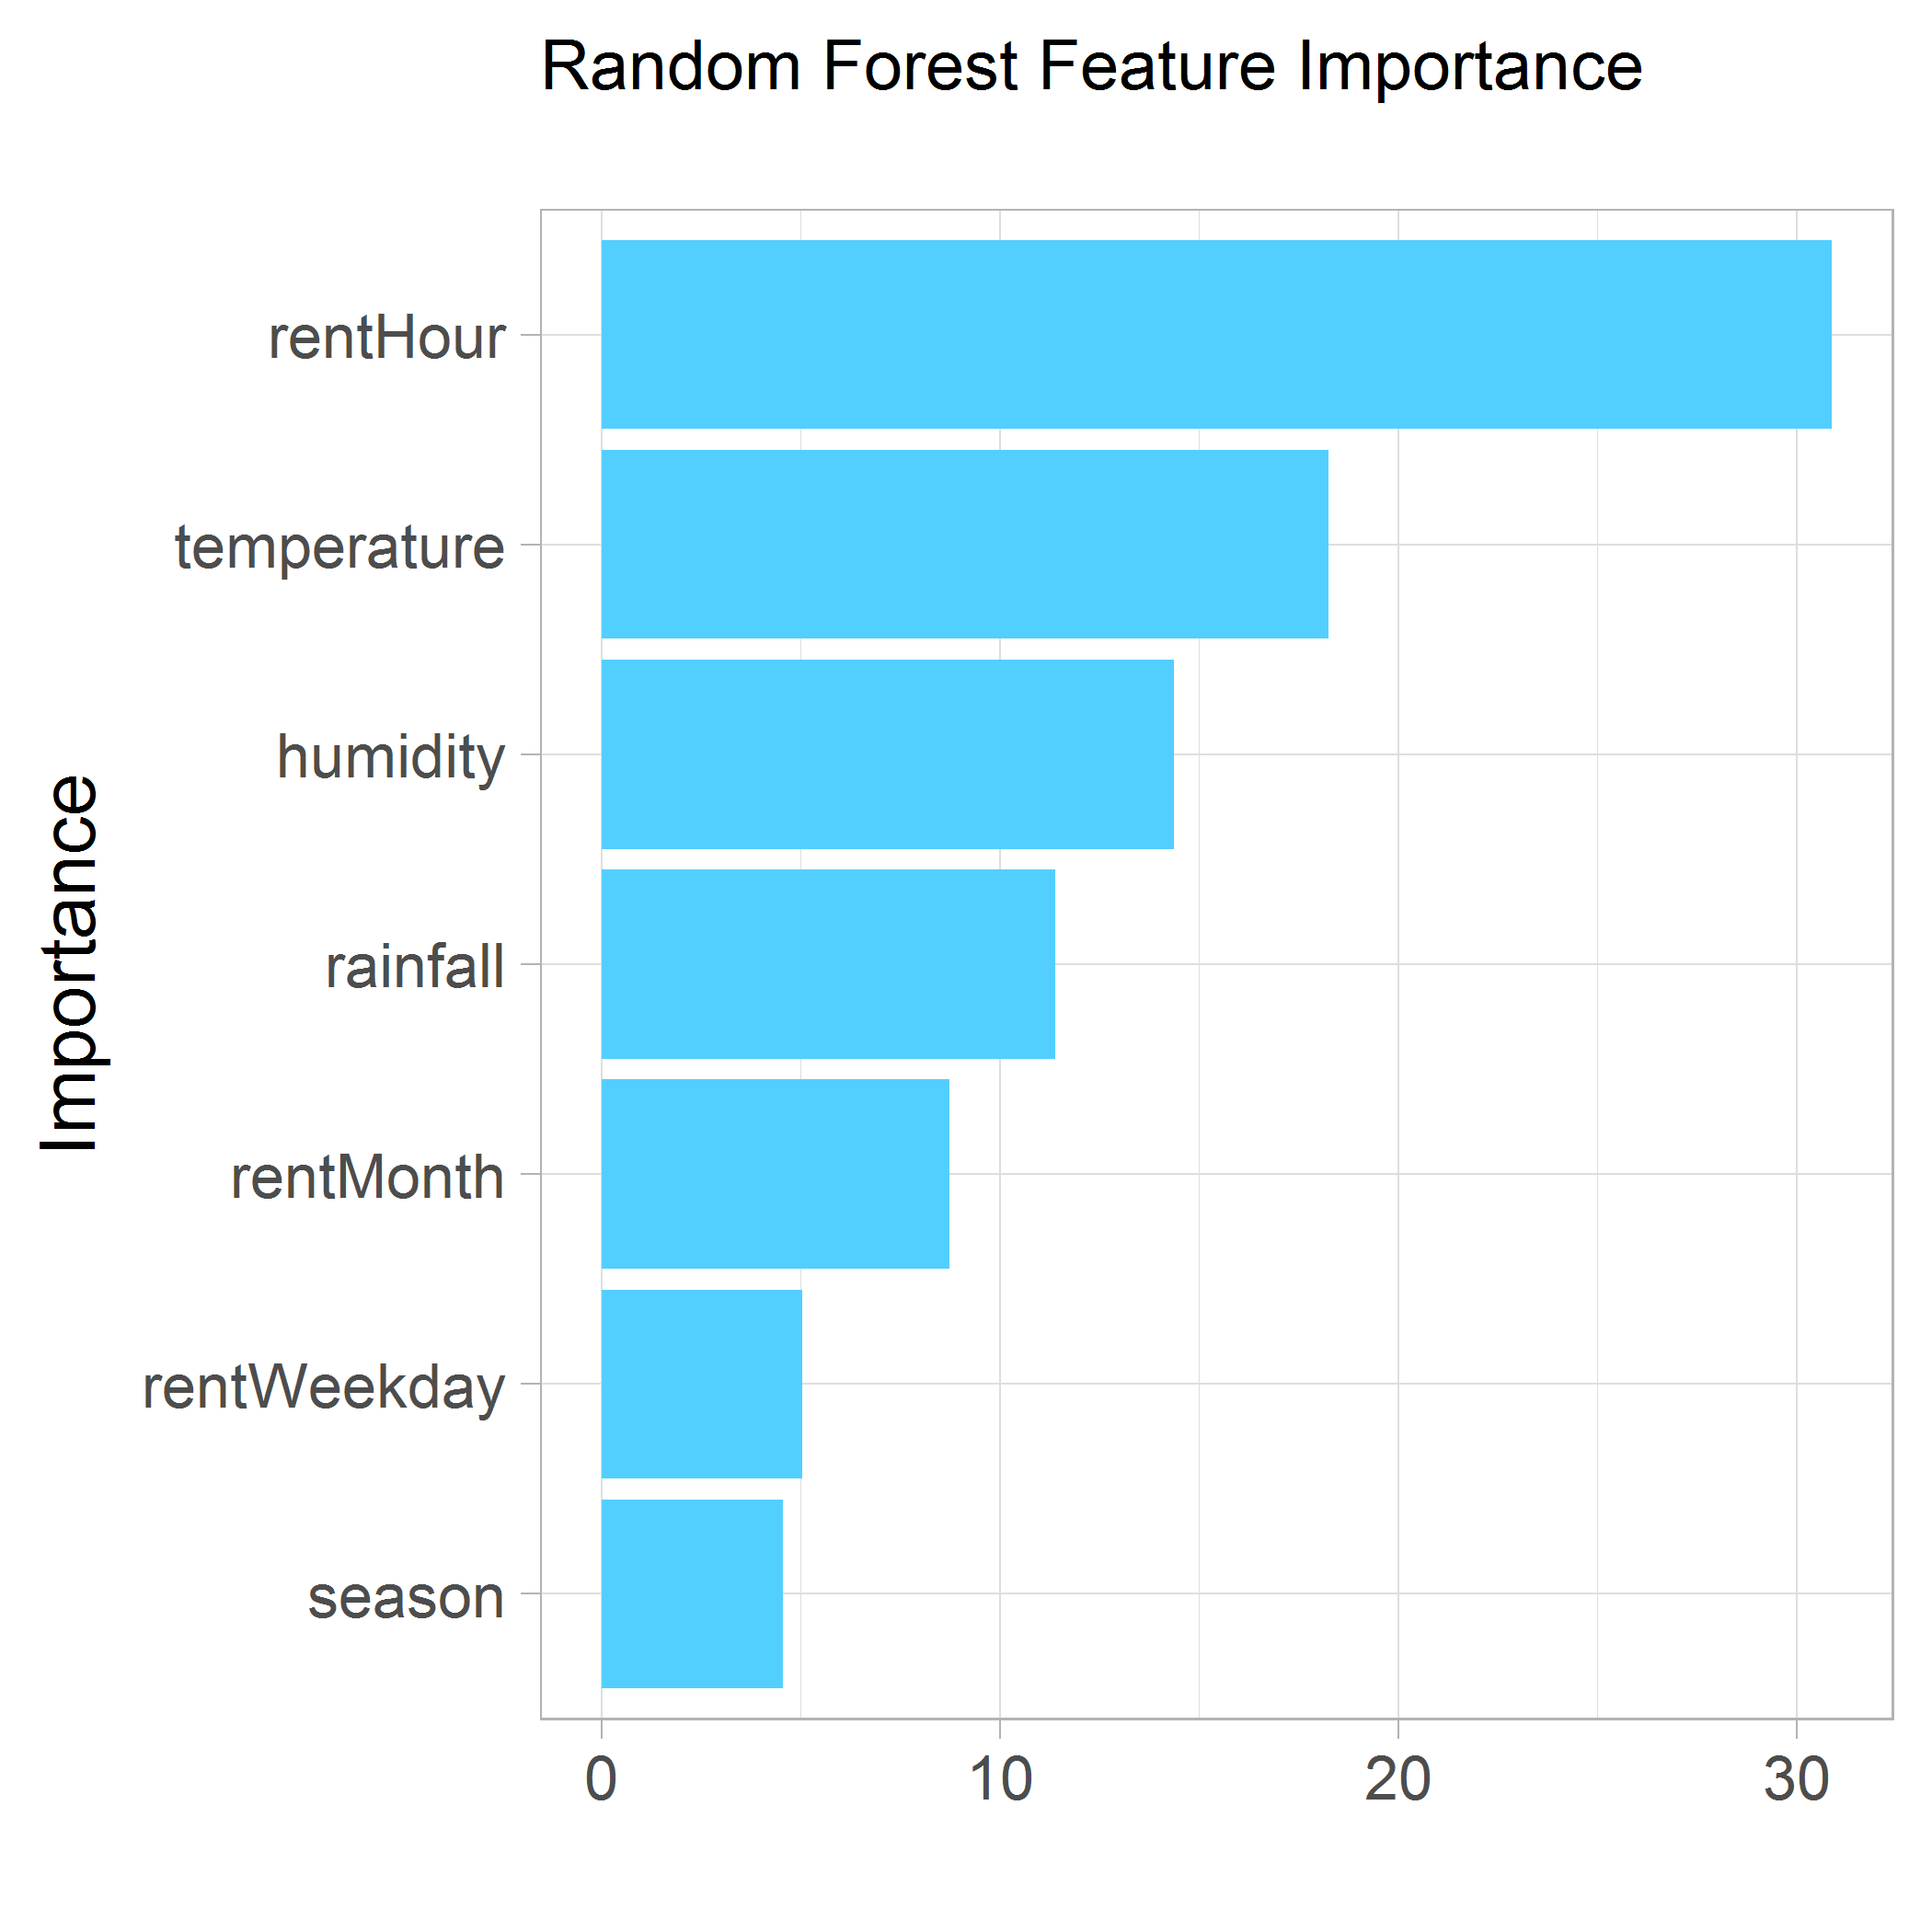 Random Forest Feature Importance
Importance
rentHour
temperature
humidity
rainfall
rentMonth
rentWeekday
season
0 10 20 30